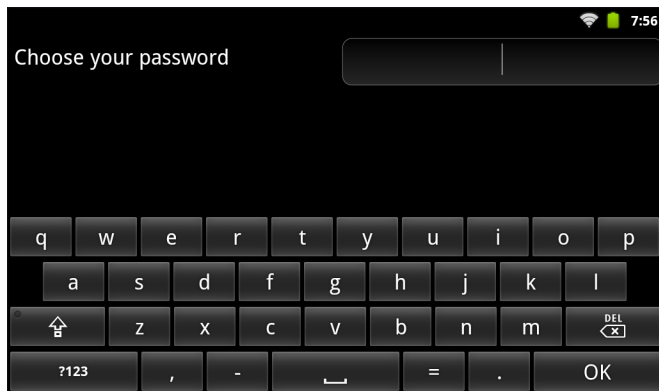 7:56
Choose your password
q w e r t y u i o p
a s d f g h j k l
DEL
z x c v b n m
?123 , - = . OK